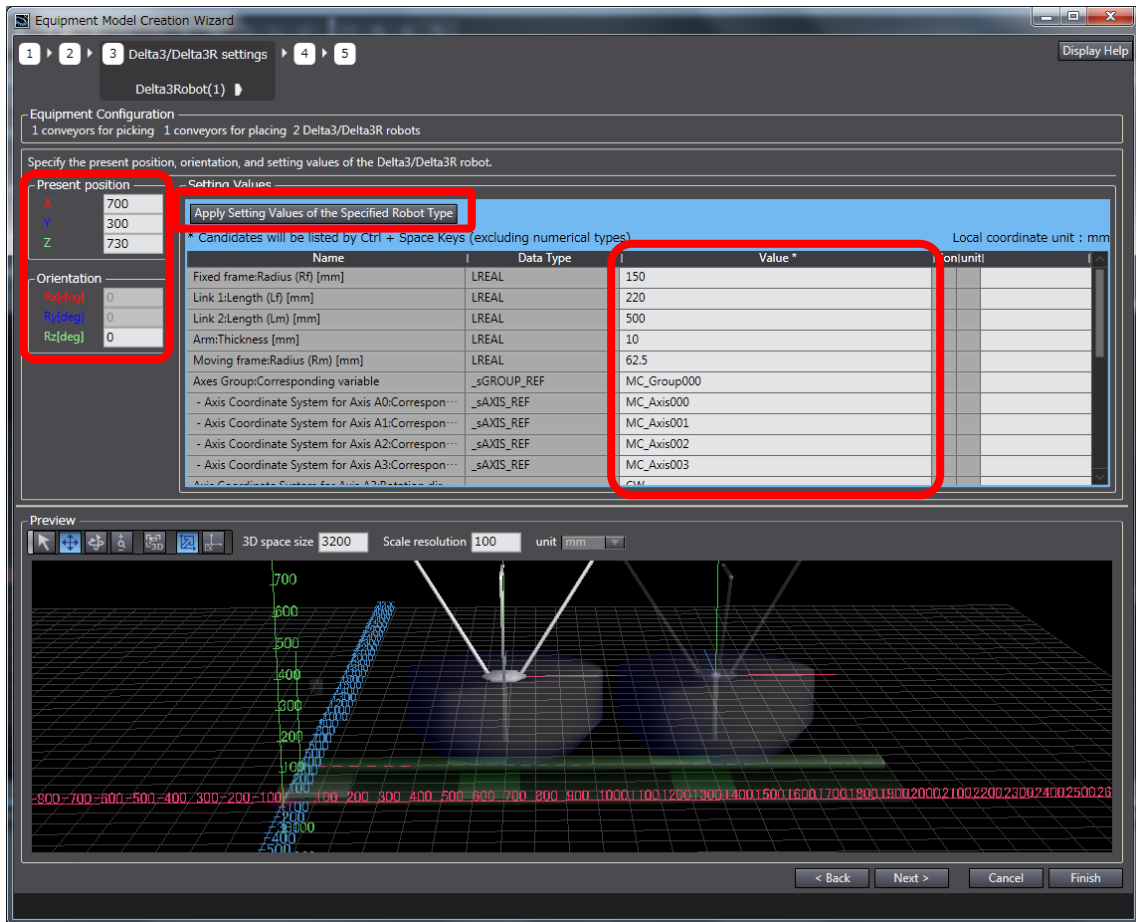 Equipment Model Creation Wizard
1 2 3 Delta3/Delta3R settings 4 5 Display Help
Delta3Robot(1)
Equipment Configuration
1 conveyors for picking 1 conveyors for placing 2 Delta3/Delta3R robots
Specify the present position, orientation, and setting values of the Delta3/Delta3R robot.
Present position
X 700
Y 300
Z 730
Orientation
Rx[deg] 0
Ry[deg] 0
Rz[deg] 0
Setting Values
Apply Setting Values of the Specified Robot Type
* Candidates will be listed by Ctrl + Space Keys (excluding numerical types) Local coordinate unit : mm
Name Data Type Value * unit
Fixed frame:Radius (Rf) [mm] LREAL 150
Link 1:Length (Lf) [mm] LREAL 220
Link 2:Length (Lm) [mm] LREAL 500
Arm:Thickness [mm] LREAL 10
Moving frame:Radius (Rm) [mm] LREAL 62.5
Axes Group:Corresponding variable _sGROUP_REF MC_Group000
- Axis Coordinate System for Axis A0:Correspon··· _sAXIS_REF MC_Axis000
- Axis Coordinate System for Axis A1:Correspon··· _sAXIS_REF MC_Axis001
- Axis Coordinate System for Axis A2:Correspon··· _sAXIS_REF MC_Axis002
- Axis Coordinate System for Axis A3:Correspon··· _sAXIS_REF MC_Axis003
Preview
3D space size 3200 Scale resolution 100 unit mm
700
600
500
400
300
200
100
-800 -700 -600 -500 -400 -300 -200 -100 100 200 300 400 500 600 700 800 900 1000 1100 1200 1300 1400 1500 1600 1700 1800 1900 2000 2100 2200 2300 2400 2500 26
< Back Next > Cancel Finish